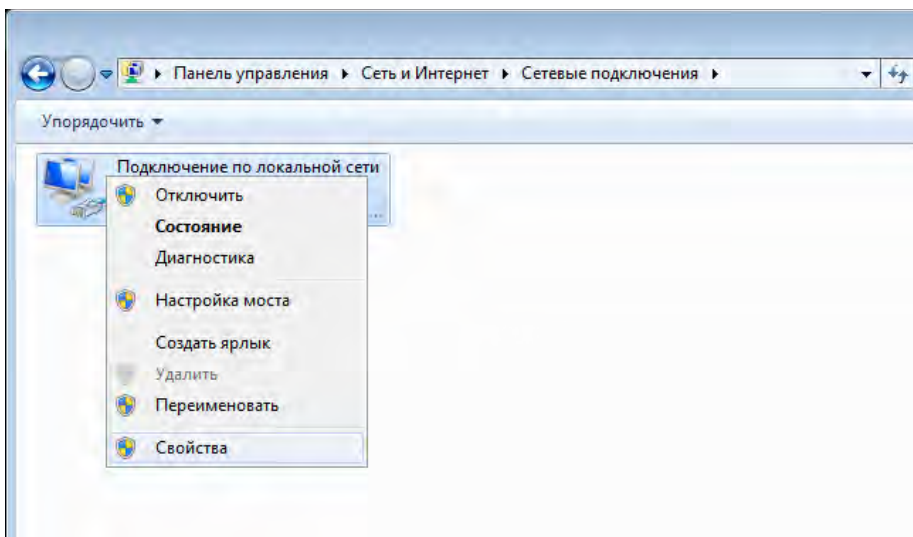 Панель управления ▸ Сеть и Интернет ▸ Сетевые подключения ▸
Упорядочить
Подключение по локальной сети
Отключить
...
Состояние
Диагностика
Настройка моста
Создать ярлык
Удалить
Переименовать
Свойства